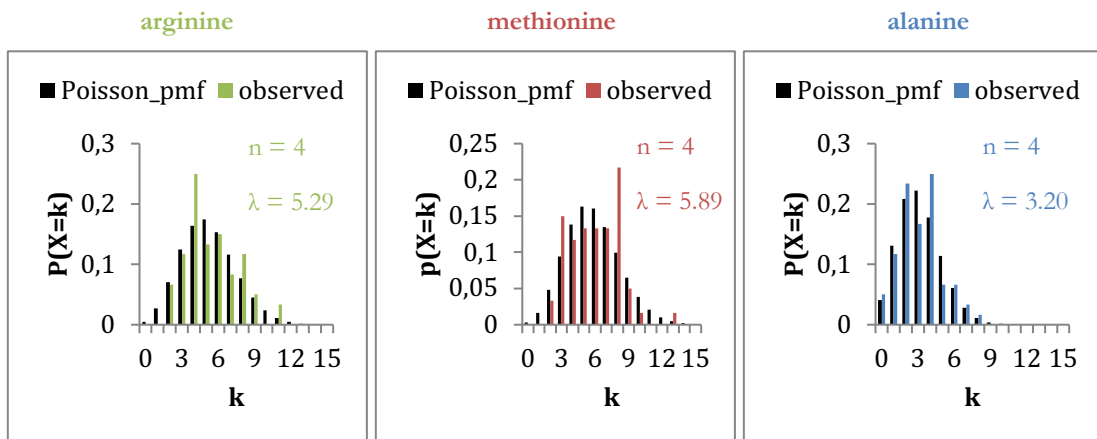 arginine
Poisson_pmf observed
n = 4
λ = 5.29
P(X=k)
0,3
0,2
0,1
0
0 3 6 9 12 15
k
methionine
Poisson_pmf observed
n = 4
λ = 5.89
p(X=k)
0,25
0,2
0,15
0,1
0,05
0
0 3 6 9 12 15
k
alanine
Poisson_pmf observed
n = 4
λ = 3.20
P(X=k)
0,3
0,2
0,1
0
0 3 6 9 12 15
k